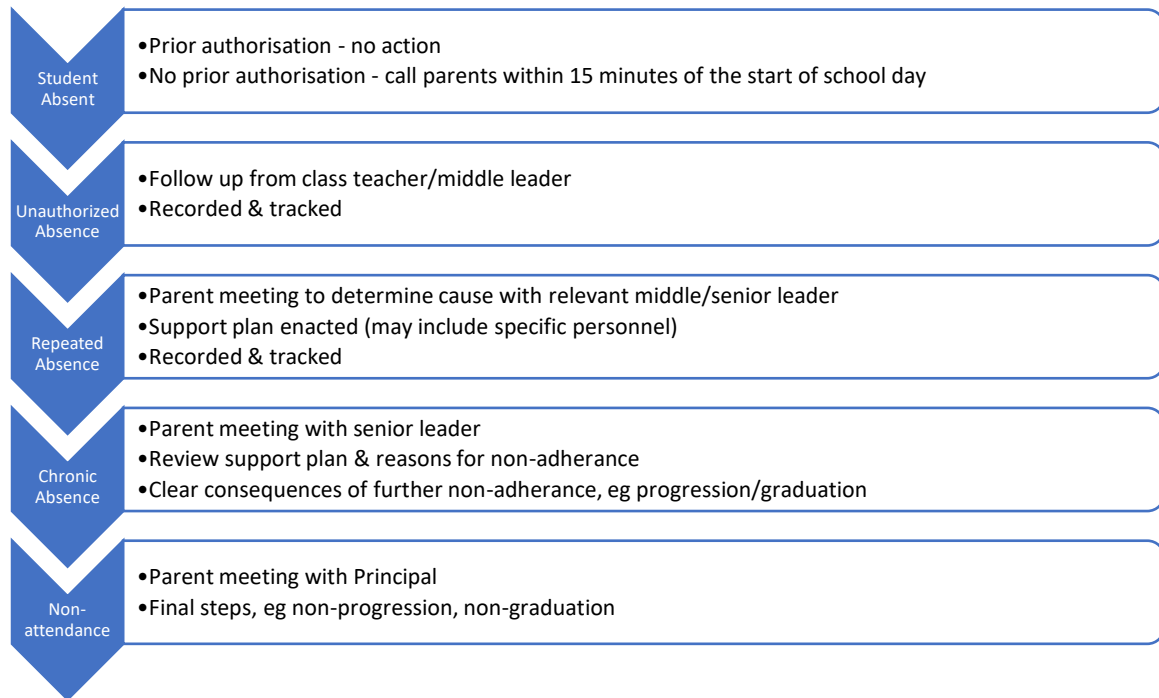 Student
Absent
•Prior authorisation - no action
•No prior authorisation - call parents within 15 minutes of the start of school day
Unauthorized
Absence
•Follow up from class teacher/middle leader
•Recorded & tracked
Repeated
Absence
•Parent meeting to determine cause with relevant middle/senior leader
•Support plan enacted (may include specific personnel)
•Recorded & tracked
Chronic
Absence
•Parent meeting with senior leader
•Review support plan & reasons for non-adherance
•Clear consequences of further non-adherance, eg progression/graduation
Non-
attendance
•Parent meeting with Principal
•Final steps, eg non-progression, non-graduation